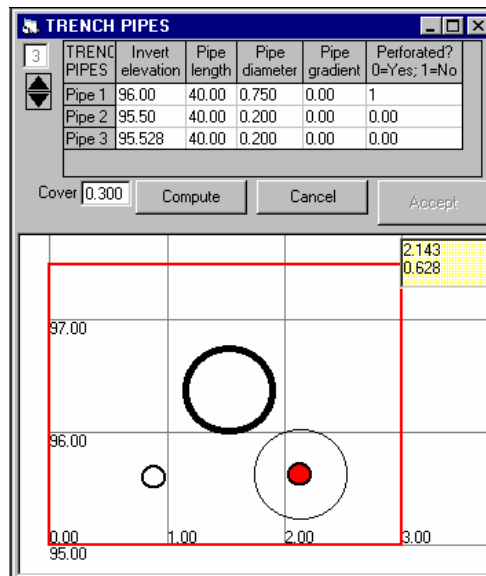 TRENCH PIPES
3
TRENC PIPES Invert elevation Pipe length Pipe diameter Pipe gradient Perforated? 0=Yes; 1=No
Pipe 1 96.00 40.00 0.750 0.00 1
Pipe 2 95.50 40.00 0.200 0.00 0.00
Pipe 3 95.528 40.00 0.200 0.00 0.00
Cover 0.300 Compute Cancel Accept
2.143
0.628
97.00
96.00
0.00 1.00 2.00 3.00
95.00